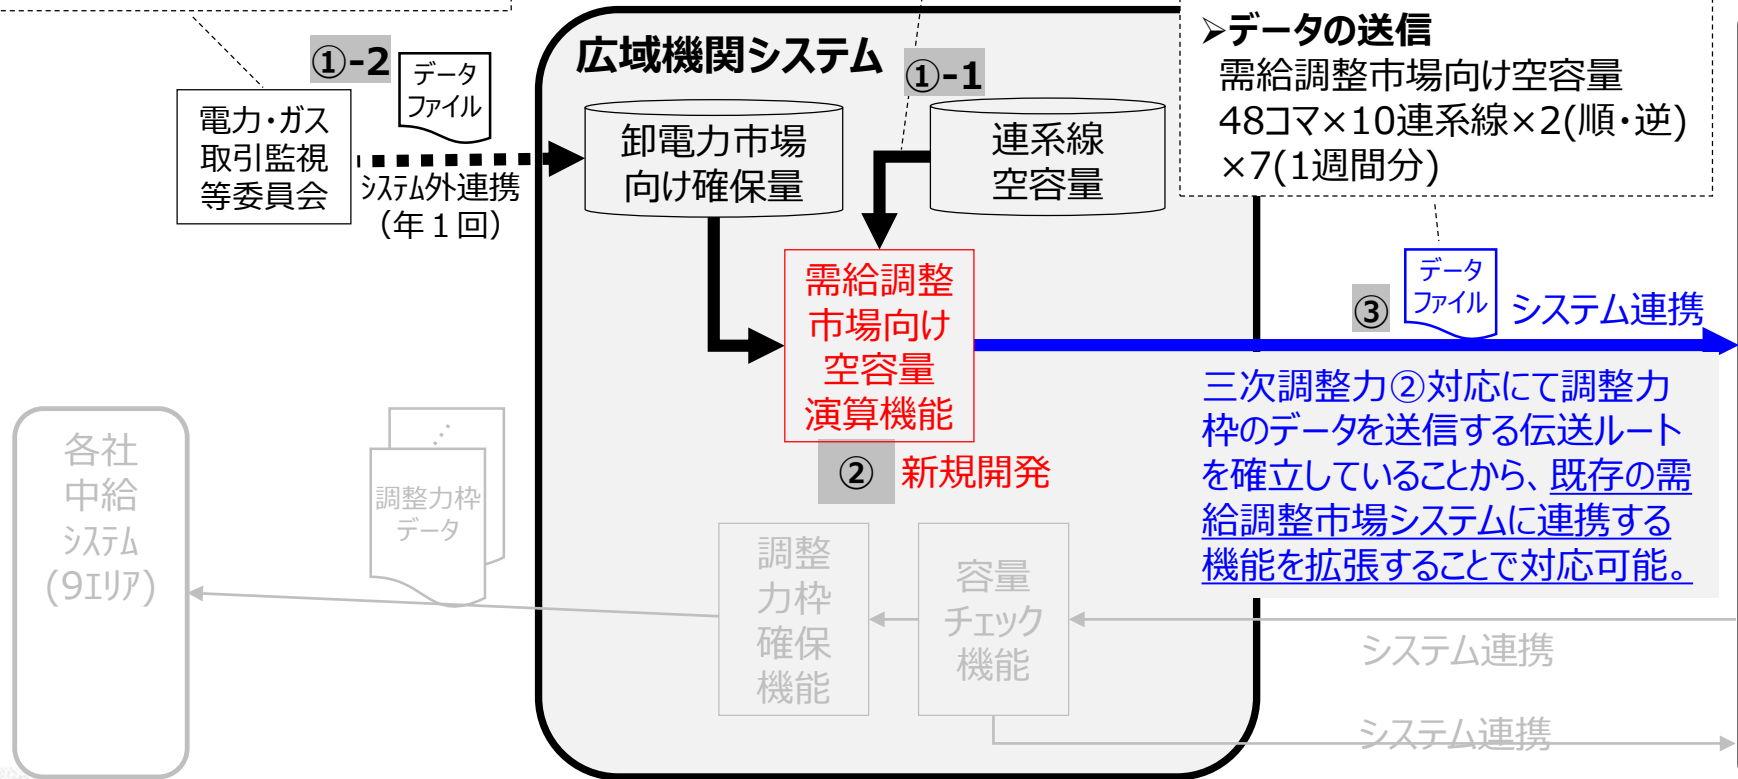 ①-2
データ
ファイル
電力・ガス
取引監視
等委員会
システム外連携
（年１回）
広域機関システム
①-1
卸電力市場
向け確保量
連系線
空容量
➢データの送信
需給調整市場向け空容量
48コマ×10連系線×2(順・逆)
×7(1週間分)
需給調整
市場向け
空容量
演算機能
② 新規開発
③
データ
ファイル
システム連携
三次調整力②対応にて調整力
枠のデータを送信する伝送ルート
を確立していることから、既存の需
給調整市場システムに連携する
機能を拡張することで対応可能。
各社
中給
システム
(9エリア)
⋰
調整力枠
データ
調整
力枠
確保
機能
容量
チェック
機能
システム連携
システム連携